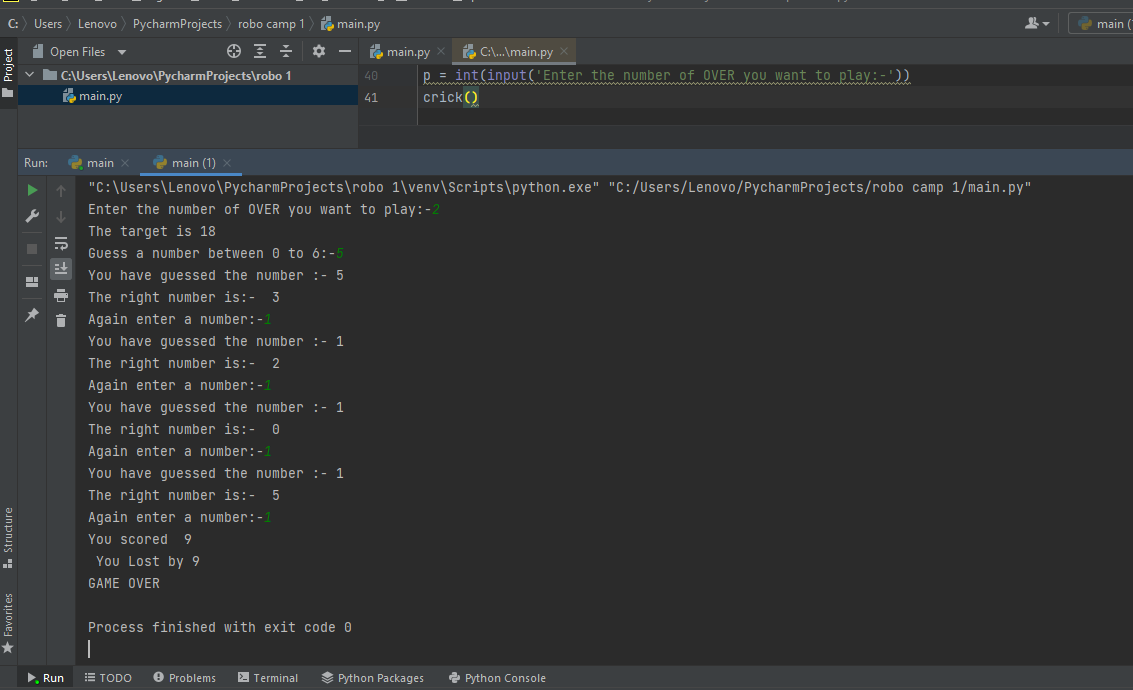 C: Users Lenovo PycharmProjects robo camp 1 main.py
main (
Project
Open Files
main.py
C:\...\main.py
C:\Users\Lenovo\PycharmProjects\robo 1
main.py
40 p = int(input('Enter the number of OVER you want to play:-'))
41 crick()
Run: main main (1)
"C:\Users\Lenovo\PycharmProjects\robo 1\venv\Scripts\python.exe" "C:/Users/Lenovo/PycharmProjects/robo camp 1/main.py"
Enter the number of OVER you want to play:-2
The target is 18
Guess a number between 0 to 6:-5
You have guessed the number :- 5
The right number is:-  3
Again enter a number:-1
You have guessed the number :- 1
The right number is:-  2
Again enter a number:-1
You have guessed the number :- 1
The right number is:-  0
Again enter a number:-1
You have guessed the number :- 1
The right number is:-  5
Again enter a number:-1
You scored  9
 You Lost by 9
GAME OVER
Process finished with exit code 0
Structure
Favorites
Run TODO Problems Terminal Python Packages Python Console